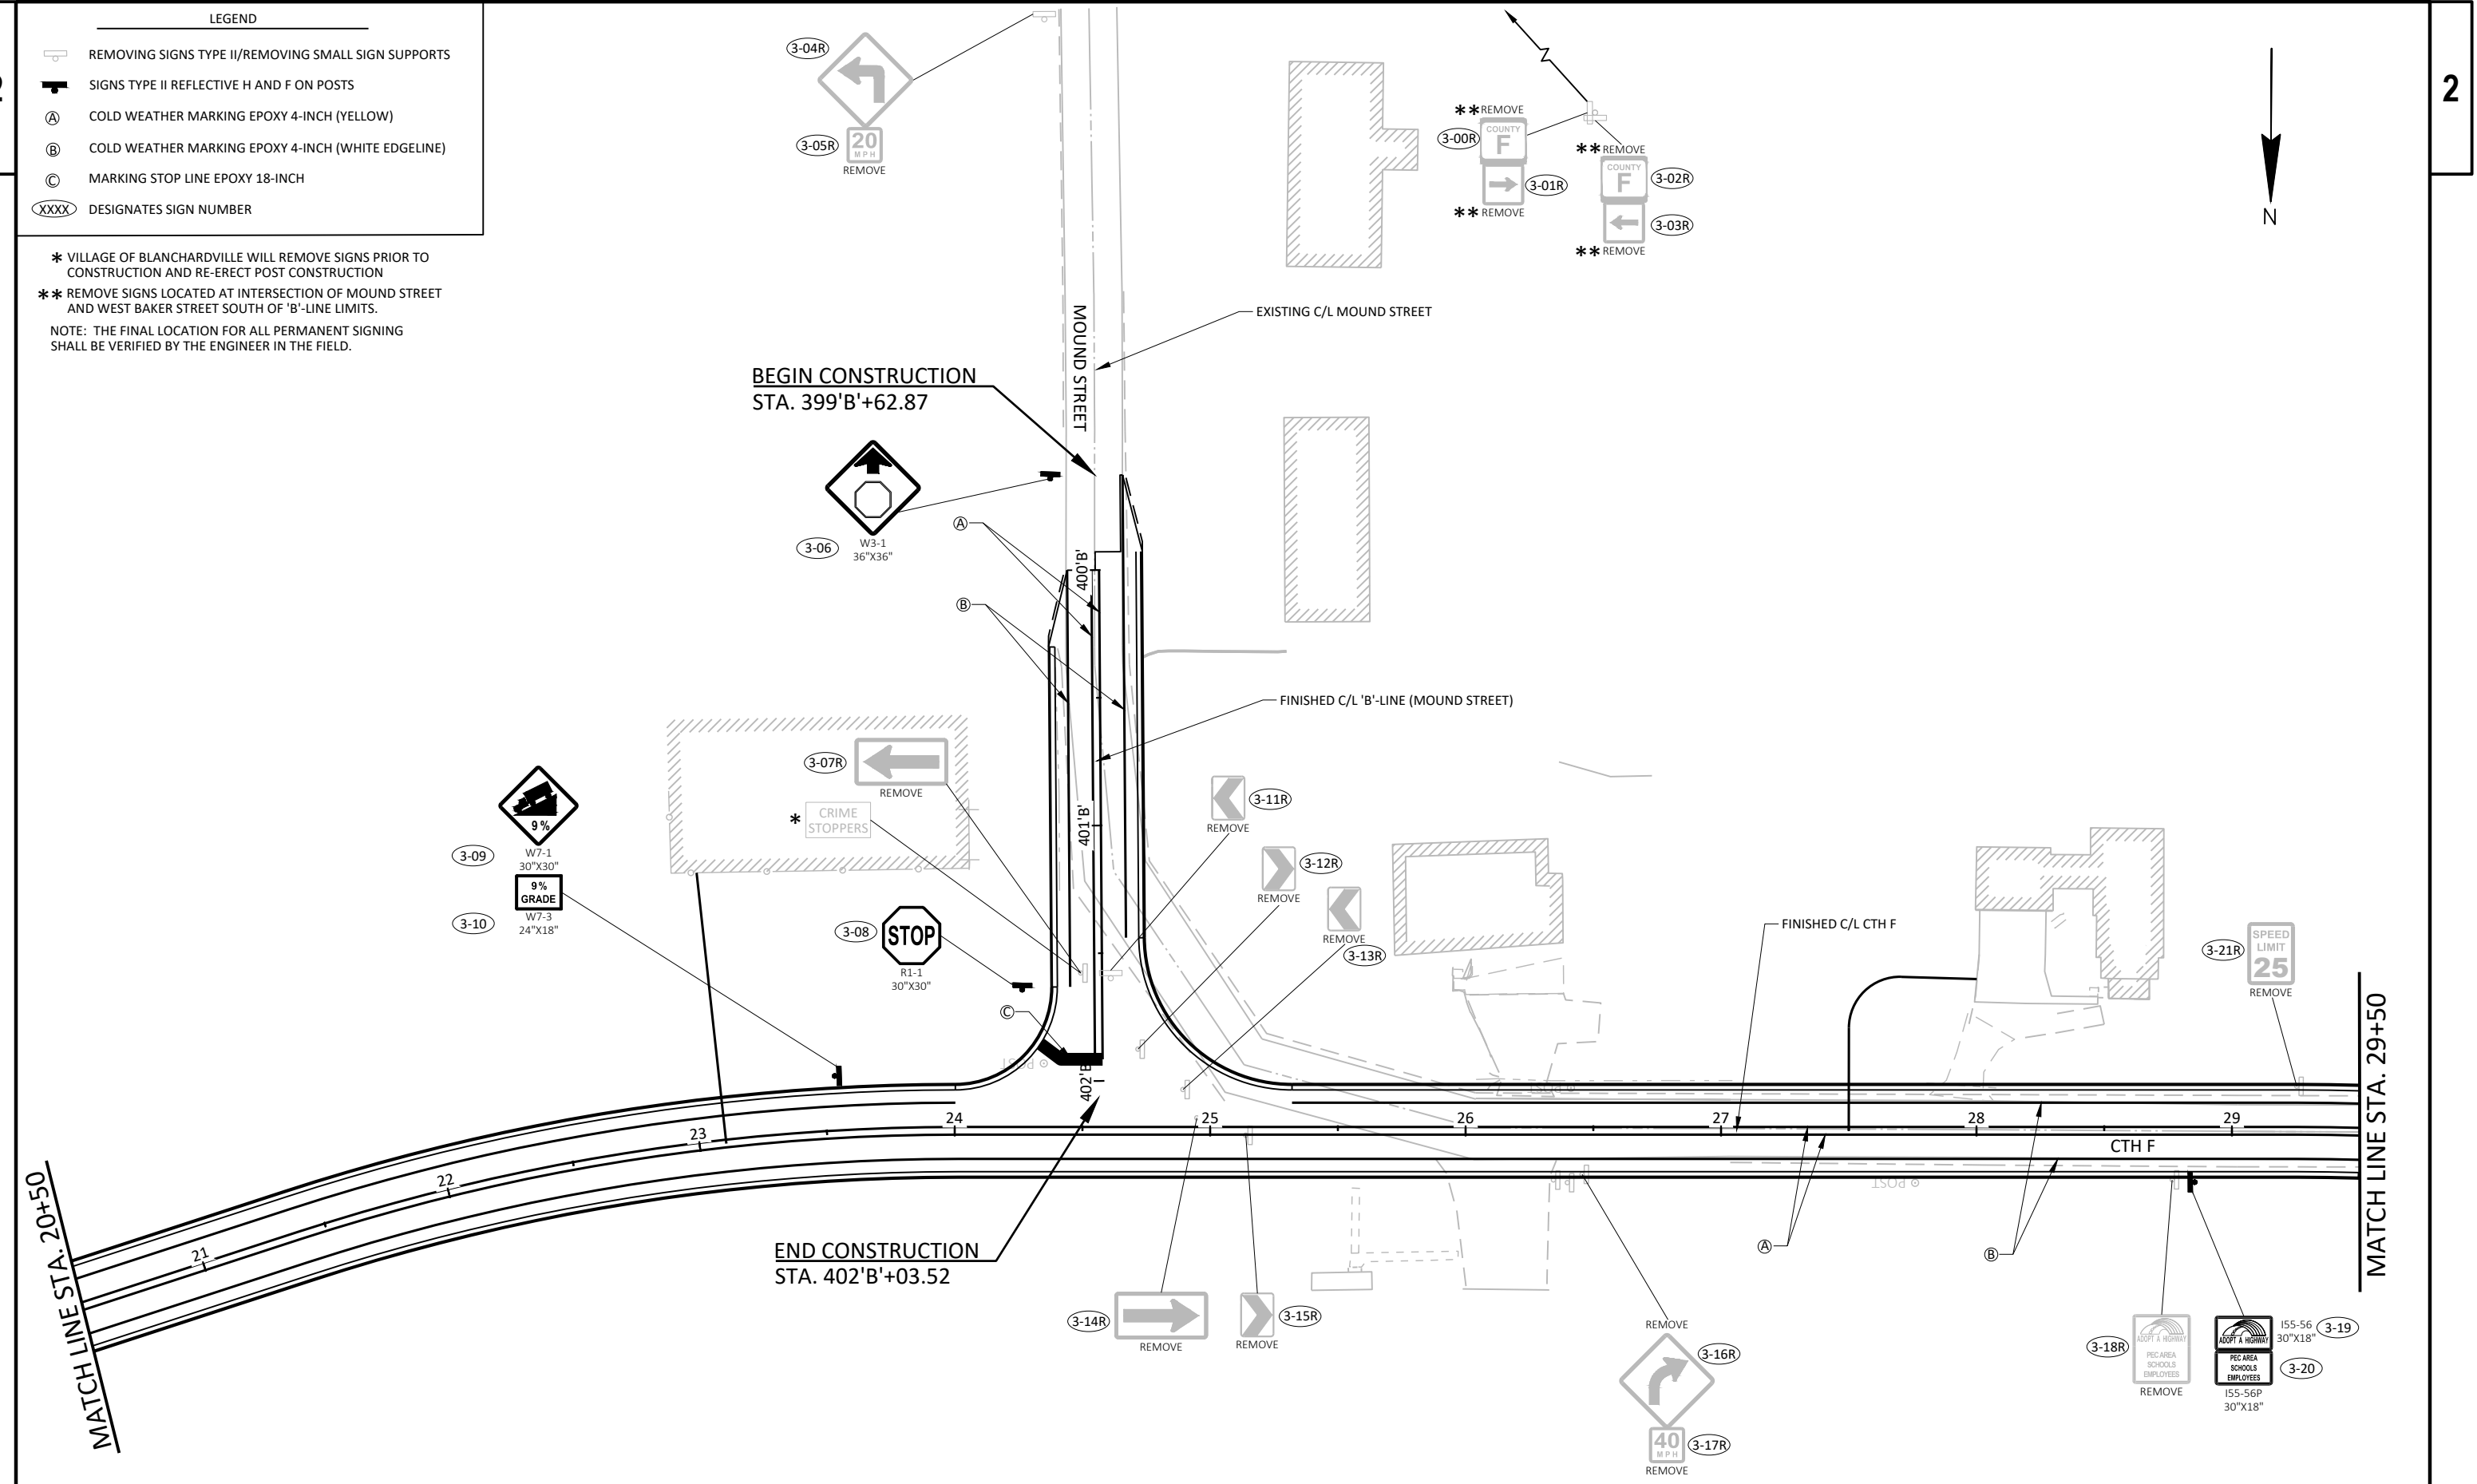 LEGEND
REMOVING SIGNS TYPE II/REMOVING SMALL SIGN SUPPORTS
SIGNS TYPE II REFLECTIVE H AND F ON POSTS
A COLD WEATHER MARKING EPOXY 4-INCH (YELLOW)
B COLD WEATHER MARKING EPOXY 4-INCH (WHITE EDGELINE)
C MARKING STOP LINE EPOXY 18-INCH
XXXX DESIGNATES SIGN NUMBER
* VILLAGE OF BLANCHARDVILLE WILL REMOVE SIGNS PRIOR TO
CONSTRUCTION AND RE-ERECT POST CONSTRUCTION
** REMOVE SIGNS LOCATED AT INTERSECTION OF MOUND STREET
AND WEST BAKER STREET SOUTH OF 'B'-LINE LIMITS.
NOTE: THE FINAL LOCATION FOR ALL PERMANENT SIGNING
SHALL BE VERIFIED BY THE ENGINEER IN THE FIELD.
2
N
3-04R
3-05R
20
MPH
REMOVE
**REMOVE
3-00R
COUNTY
F
3-01R
**REMOVE
**REMOVE
COUNTY
F
3-02R
3-03R
**REMOVE
MOUND STREET
EXISTING C/L MOUND STREET
BEGIN CONSTRUCTION
STA. 399'B'+62.87
3-06
W3-1
36"X36"
A
B
400'B'
401'B'
402'B'
FINISHED C/L 'B'-LINE (MOUND STREET)
3-07R
REMOVE
* CRIME
STOPPERS
9%
3-09
W7-1
30"X30"
9%
GRADE
3-10
W7-3
24"X18"
3-08
STOP
R1-1
30"X30"
C
POST
3-11R
REMOVE
3-12R
REMOVE
REMOVE
3-13R
FINISHED C/L CTH F
POST
3-21R
SPEED
LIMIT
25
REMOVE
MATCH LINE STA. 29+50
MATCH LINE STA. 20+50
21
22
23
24
25
26
27
28
29
CTH F
POST
A
B
END CONSTRUCTION
STA. 402'B'+03.52
3-14R
REMOVE
3-15R
REMOVE
REMOVE
3-16R
40
MPH
3-17R
REMOVE
3-18R
ADOPT A HIGHWAY
PEC AREA
SCHOOLS
EMPLOYEES
REMOVE
ADOPT A HIGHWAY
I55-56
30"X18"
3-19
PEC AREA
SCHOOLS
EMPLOYEES
3-20
I55-56P
30"X18"